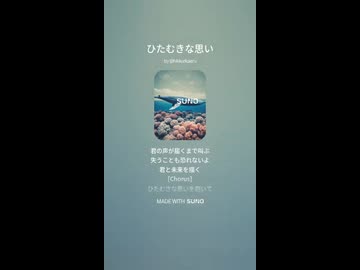 ひたむきな思い
SUNO
君の声が届くまで叫ぶ
失うことも恐れないよ
君と未来を描く
[Chorus]
ひたむきな思いを抱いて
MADE WITH SUNO